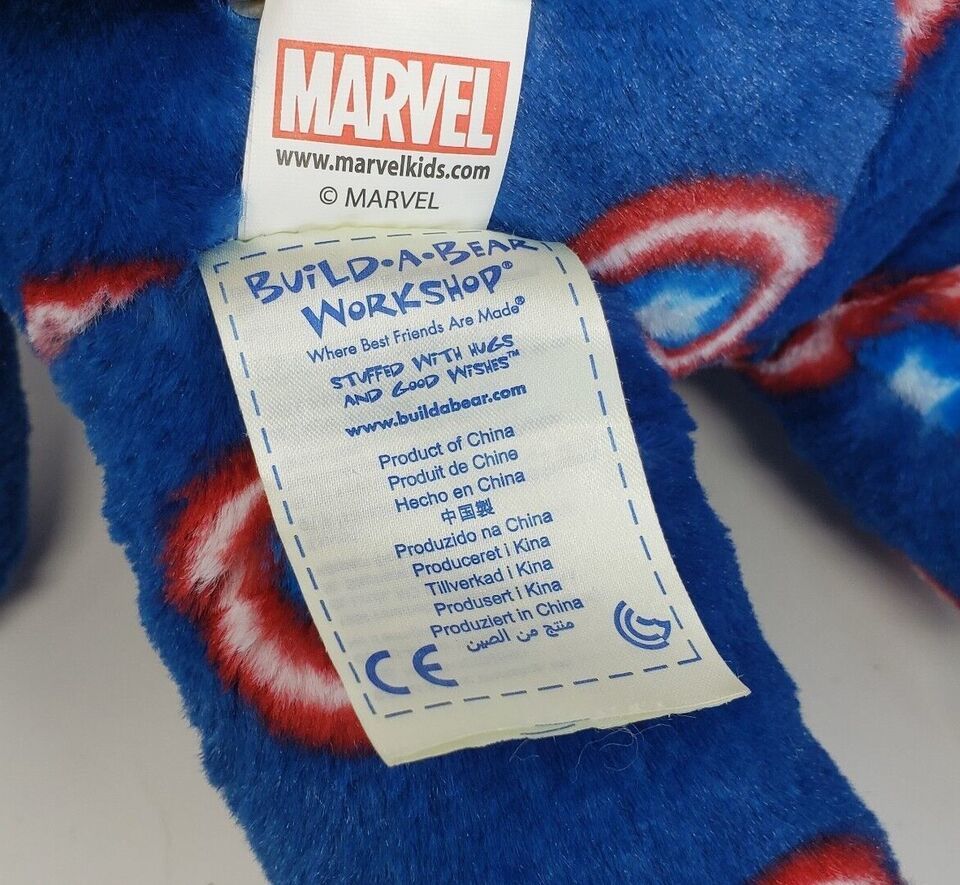 MARVEL
www.marvelkids.com
© MARVEL
BUiLD•A•BEAR
WORKSHOP®
Where Best Friends Are Made®
STUFFED WiTH HUGS
AND GOOD WiSHES™
www.buildabear.com
Product of China
Produit de Chine
Hecho en China
中国製
Produzido na China
Produceret i Kina
Tillverkad i Kina
Produsert i Kina
Produziert in China
منتج من الصين
CE